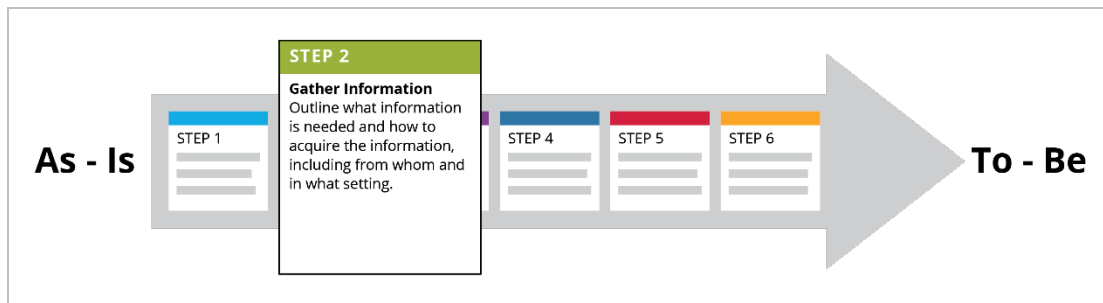 STEP 2
Gather Information
Outline what information
is needed and how to
acquire the information,
including from whom and
in what setting.
As - Is
STEP 1
STEP 4
STEP 5
STEP 6
To - Be